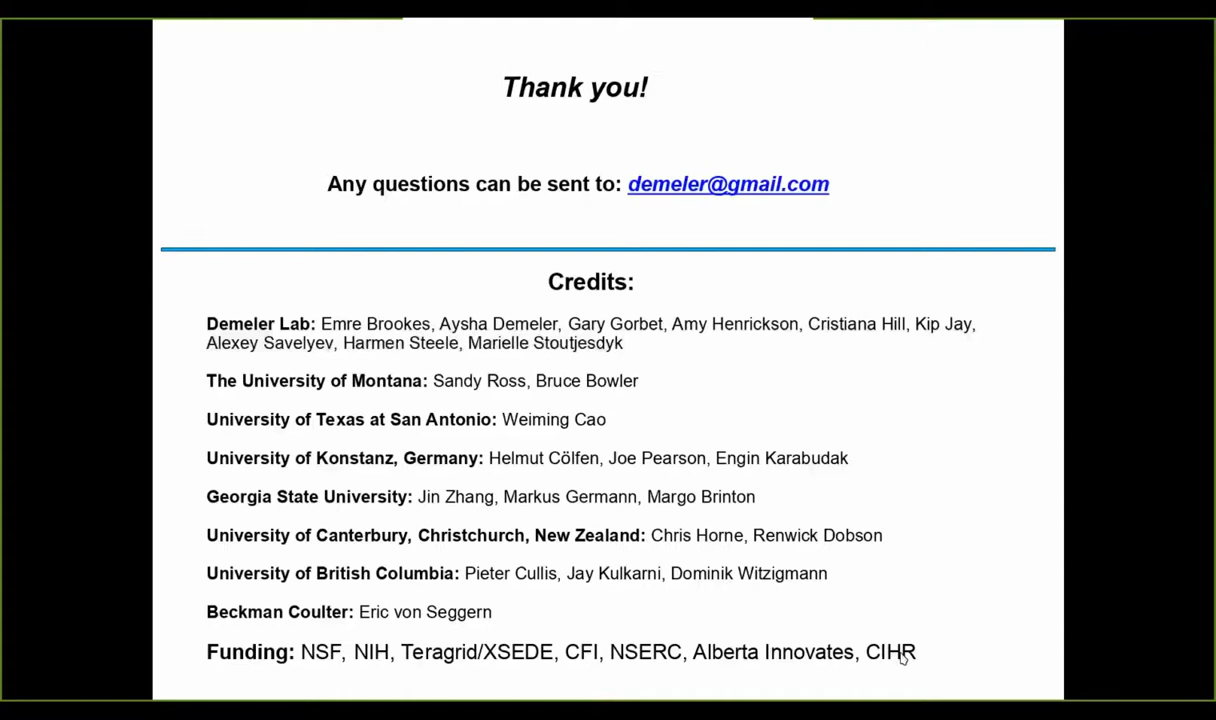 Thank you!
Any questions can be sent to: demeler@gmail.com
Credits:
Demeler Lab: Emre Brookes, Aysha Demeler, Gary Gorbet, Amy Henrickson, Cristiana Hill, Kip Jay,
Alexey Savelyev, Harmen Steele, Marielle Stoutjesdyk
The University of Montana: Sandy Ross, Bruce Bowler
University of Texas at San Antonio: Weiming Cao
University of Konstanz, Germany: Helmut Cölfen, Joe Pearson, Engin Karabudak
Georgia State University: Jin Zhang, Markus Germann, Margo Brinton
University of Canterbury, Christchurch, New Zealand: Chris Horne, Renwick Dobson
University of British Columbia: Pieter Cullis, Jay Kulkarni, Dominik Witzigmann
Beckman Coulter: Eric von Seggern
Funding: NSF, NIH, Teragrid/XSEDE, CFI, NSERC, Alberta Innovates, CIHR